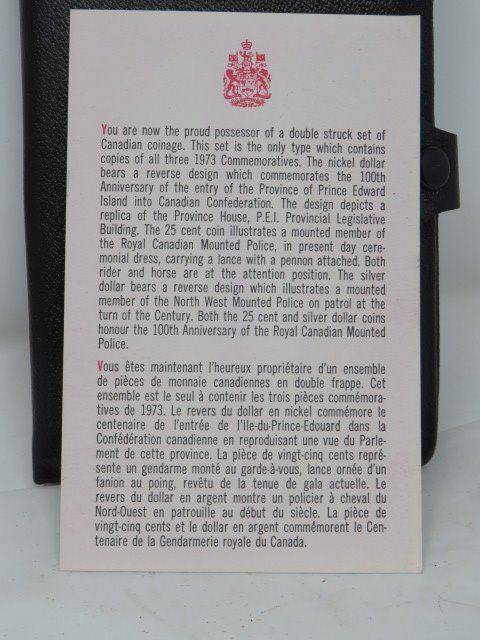 You are now the proud possessor of a double struck set of
Canadian coinage. This set is the only type which contains
copies of all three 1973 Commemoratives. The nickel dollar
bears a reverse design which commemorates the 100th
Anniversary of the entry of the Province of Prince Edward
Island into Canadian Confederation. The design depicts a
replica of the Province House, P.E.I. Provincial Legislative
Building. The 25 cent coin illustrates a mounted member of
the Royal Canadian Mounted Police, in present day cere-
monial dress, carrying a lance with a pennon attached. Both
rider and horse are at the attention position. The silver
dollar bears a reverse design which illustrates a mounted
member of the North West Mounted Police on patrol at the
turn of the Century. Both the 25 cent and silver dollar coins
honour the 100th Anniversary of the Royal Canadian Mounted
Police.
Vous êtes maintenant l'heureux propriétaire d'un ensemble
de pièces de monnaie canadiennes en double frappe. Cet
ensemble est le seul à contenir les trois pièces commémora-
tives de 1973. Le revers du dollar en nickel commémore le
centenaire de l'entrée de l'Ile-du-Prince-Edouard dans la
Confédération canadienne en reproduisant une vue du Parle-
ment de cette province. La pièce de vingt-cinq cents repré-
sente un gendarme monté au garde-à-vous, lance ornée d'un
fanion au poing, revêtu de la tenue de gala actuelle. Le
revers du dollar en argent montre un policier à cheval du
Nord-Ouest en patrouille au début du siècle. La pièce de
vingt-cinq cents et le dollar en argent commémorent le Cen-
tenaire de la Gendarmerie royale du Canada.